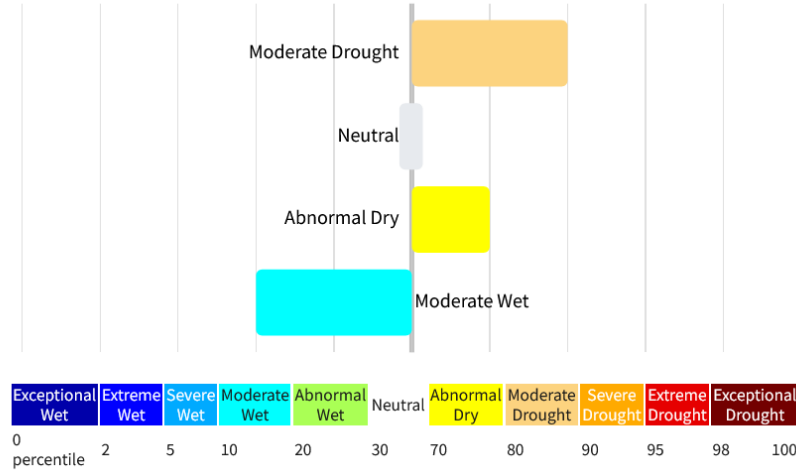 Moderate Drought
Neutral
Abnormal Dry
Moderate Wet
Exceptional Extreme Severe Moderate Abnormal Neutral Abnormal Moderate Severe Extreme Exceptional
Wet Wet Wet Wet Wet Dry Drought Drought Drought Drought
0 2 5 10 20 30 70 80 90 95 98 100
percentile